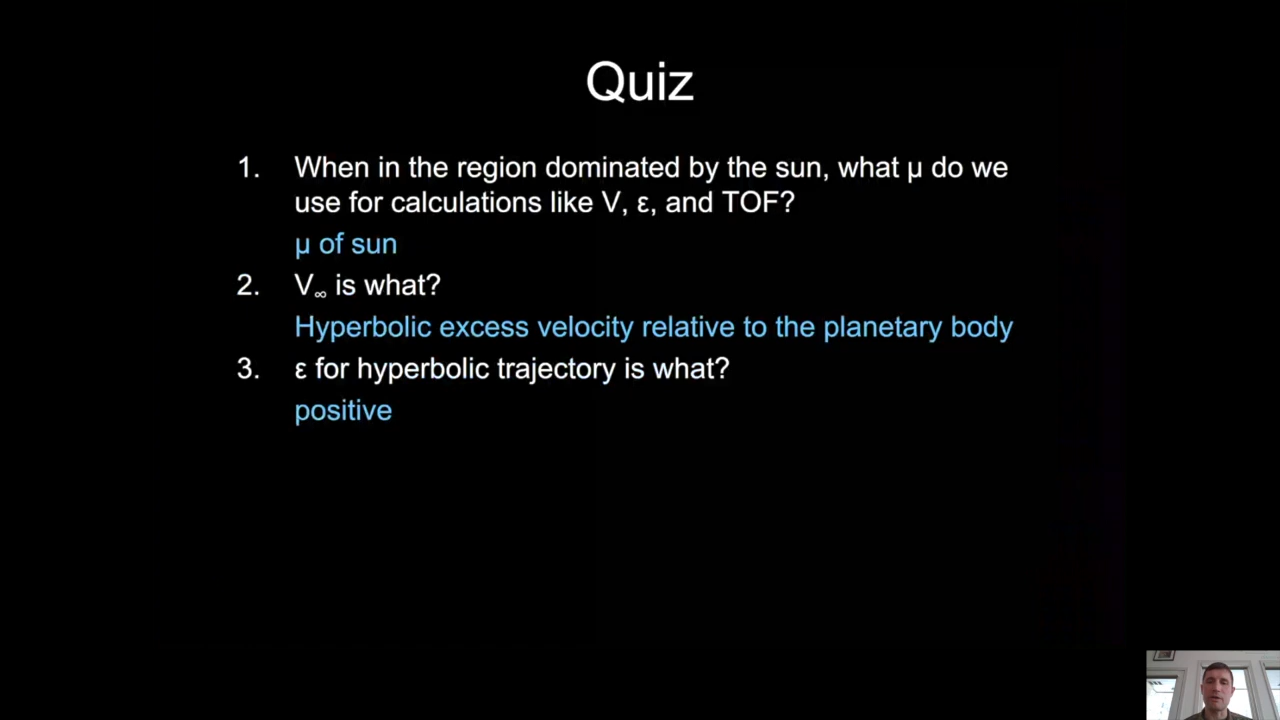 Quiz
1. When in the region dominated by the sun, what μ do we
use for calculations like V, ε, and TOF?
μ of sun
2. V∞ is what?
Hyperbolic excess velocity relative to the planetary body
3. ε for hyperbolic trajectory is what?
positive